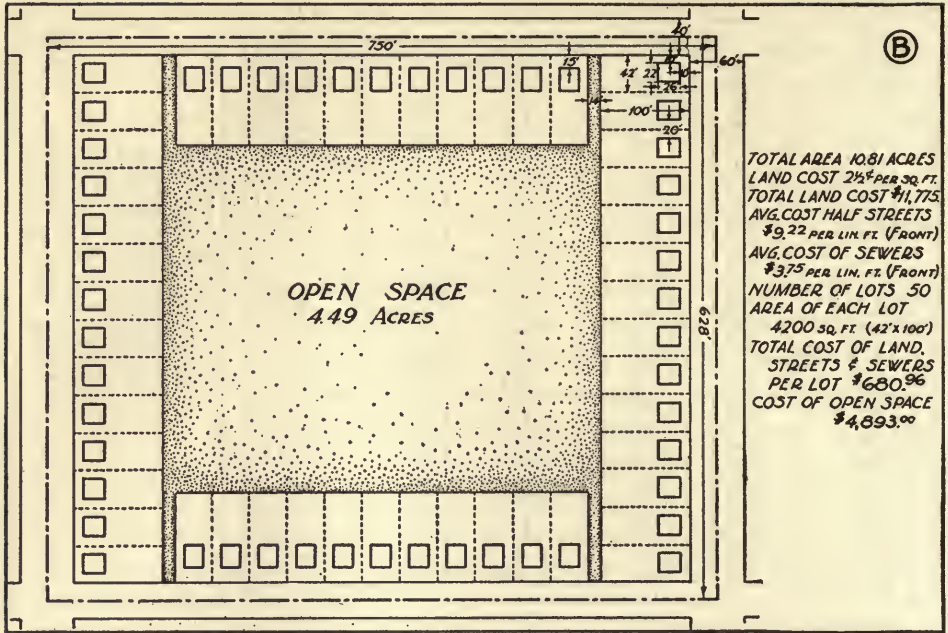 B
750'
40'
60'
15'
42'
22'
10'
26'
14'
100'
20'
628'
OPEN SPACE
4.49 ACRES
TOTAL AREA 10.81 ACRES
LAND COST 2½¢ PER SQ. FT.
TOTAL LAND COST $11,775.
AVG. COST HALF STREETS
$9.22 PER LIN. FT. (FRONT)
AVG. COST OF SEWERS
$3.75 PER LIN. FT. (FRONT)
NUMBER OF LOTS 50
AREA OF EACH LOT
4200 SQ. FT. (42'X100')
TOTAL COST OF LAND,
STREETS & SEWERS
PER LOT $680.96
COST OF OPEN SPACE
$4,893.00